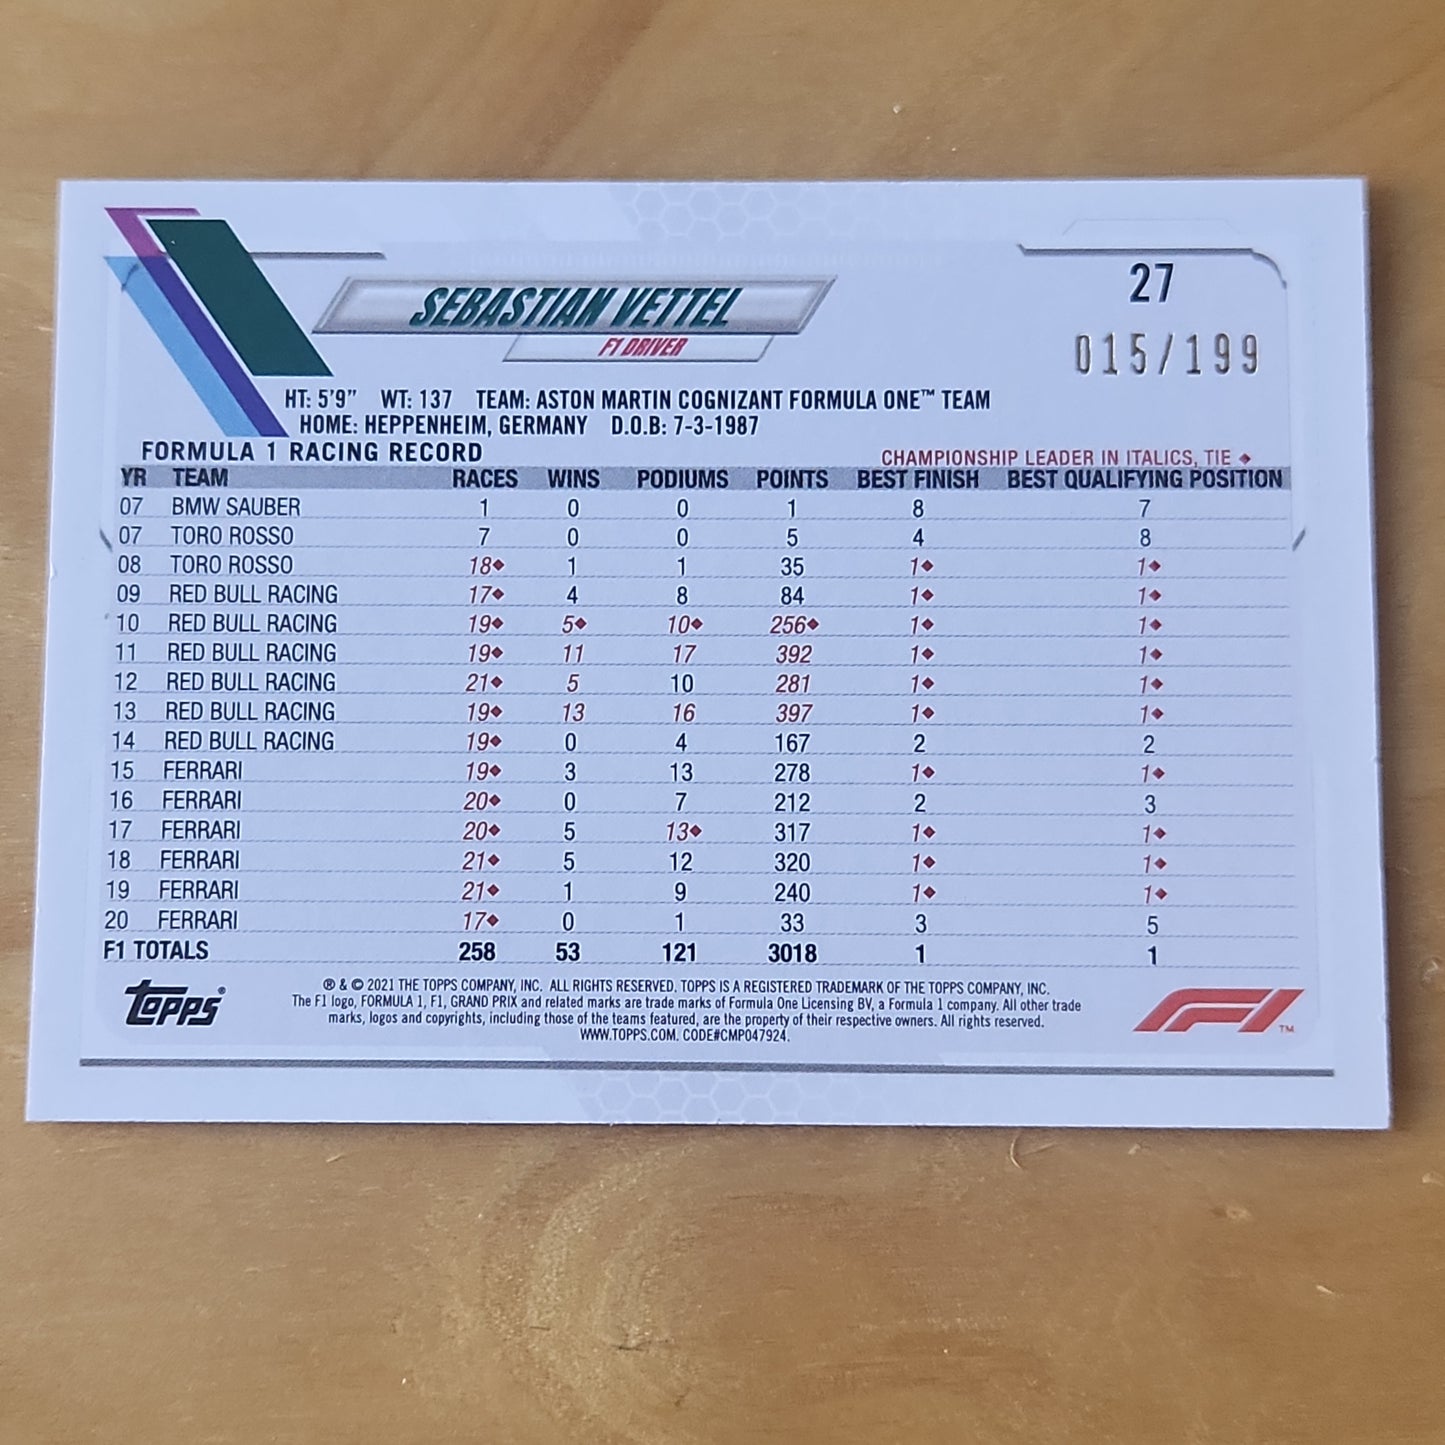 27
SEBASTIAN VETTEL
015/199
F1 DRIVER
HT: 5'9" WT: 137 TEAM: ASTON MARTIN COGNIZANT FORMULA ONE™ TEAM
HOME: HEPPENHEIM, GERMANY D.O.B: 7-3-1987
FORMULA 1 RACING RECORD
CHAMPIONSHIP LEADER IN ITALICS, TIE ◆
YR TEAM RACES WINS PODIUMS POINTS BEST FINISH BEST QUALIFYING POSITION
07 BMW SAUBER 1 0 0 1 8 7
07 TORO ROSSO 7 0 0 5 4 8
08 TORO ROSSO 18◆ 1 1 35 1◆ 1◆
09 RED BULL RACING 17◆ 4 8 84 1◆ 1◆
10 RED BULL RACING 19◆ 5◆ 10◆ 256◆ 1◆ 1◆
11 RED BULL RACING 19◆ 11 17 392 1◆ 1◆
12 RED BULL RACING 21◆ 5 10 281 1◆ 1◆
13 RED BULL RACING 19◆ 13 16 397 1◆ 1◆
14 RED BULL RACING 19◆ 0 4 167 2 2
15 FERRARI 19◆ 3 13 278 1◆ 1◆
16 FERRARI 20◆ 0 7 212 2 3
17 FERRARI 20◆ 5 13◆ 317 1◆ 1◆
18 FERRARI 21◆ 5 12 320 1◆ 1◆
19 FERRARI 21◆ 1 9 240 1◆ 1◆
20 FERRARI 17◆ 0 1 33 3 5
F1 TOTALS 258 53 121 3018 1 1
TOPPS®
® & © 2021 THE TOPPS COMPANY, INC. ALL RIGHTS RESERVED. TOPPS IS A REGISTERED TRADEMARK OF THE TOPPS COMPANY, INC.
The F1 logo, FORMULA 1, F1, GRAND PRIX and related marks are trade marks of Formula One Licensing BV, a Formula 1 company. All other trade
marks, logos and copyrights, including those of the teams featured, are the property of their respective owners. All rights reserved.
WWW.TOPPS.COM. CODE#CMP047924.
F1™